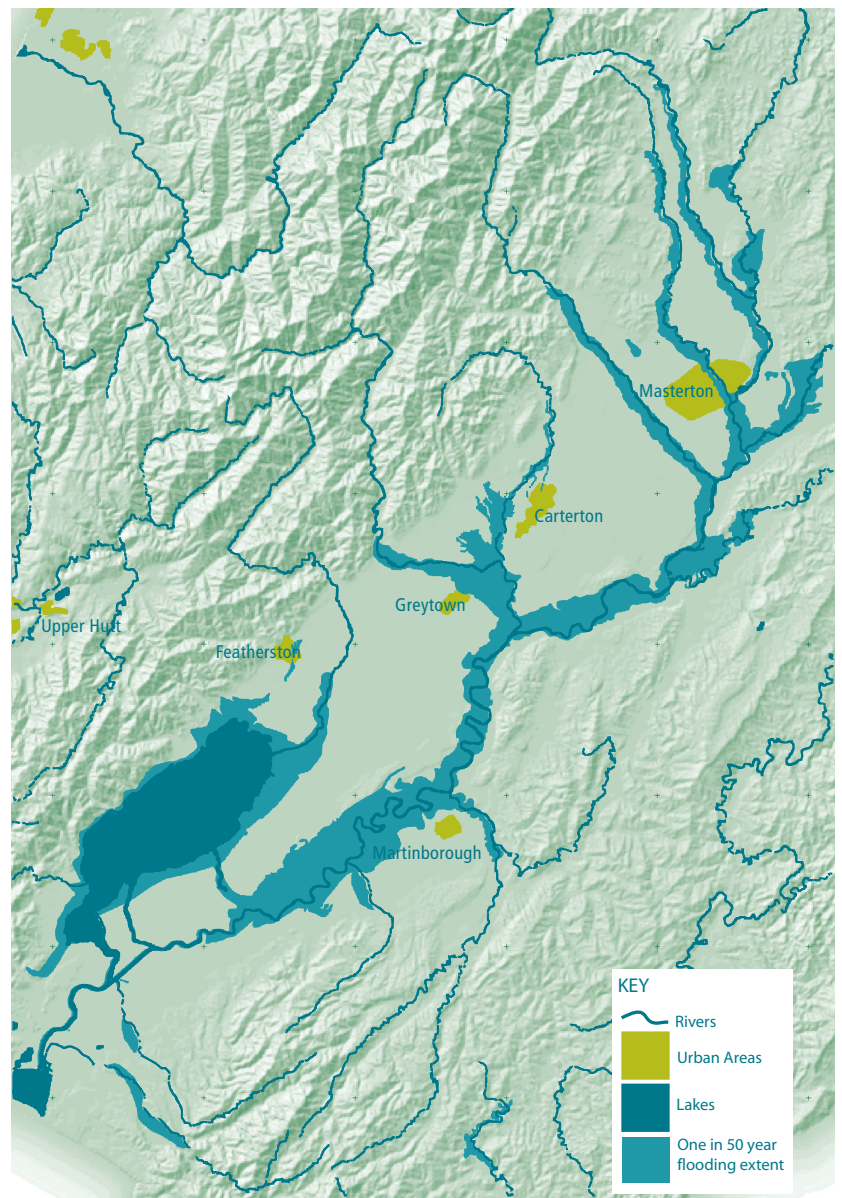 Masterton
Carterton
Greytown
Upper Hutt
Featherston
Martinborough
KEY
Rivers
Urban Areas
Lakes
One in 50 year
flooding extent